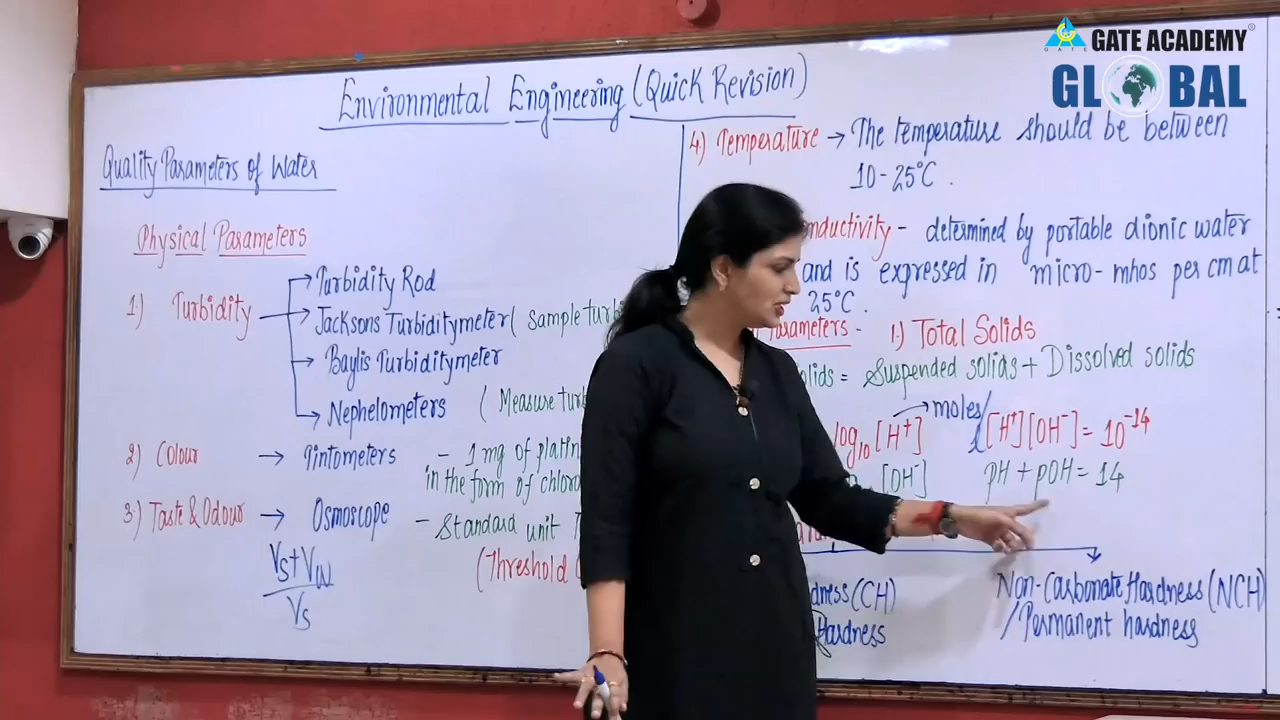 GATE ACADEMY
GATE
GLOBAL
Environmental Engineering (Quick Revision)
Quality Parameters of Water
Physical Parameters
1) Turbidity
Turbidity Rod
Jacksons Turbiditymeter ( Sample
Baylis Turbiditymeter
Nephelometers ( Measure
2) Colour → Tintometers - 1 mg of
in the form of
3) Taste & Odour → Osmoscope - Standard unit
(Threshold
Vs+Vw
Vs
4) Temperature → The temperature should be between
10-25°C.
determined by portable dionic water
and is expressed in micro-mhos per cm at
25°C.
1) Total Solids
= Suspended solids + Dissolved solids
log10 [H+] → moles/l [H+][OH-] = 10-14
[OH-] pH + pOH = 14
(CH)
Hardness
Non-Carbonate Hardness (NCH)
/Permanent hardness